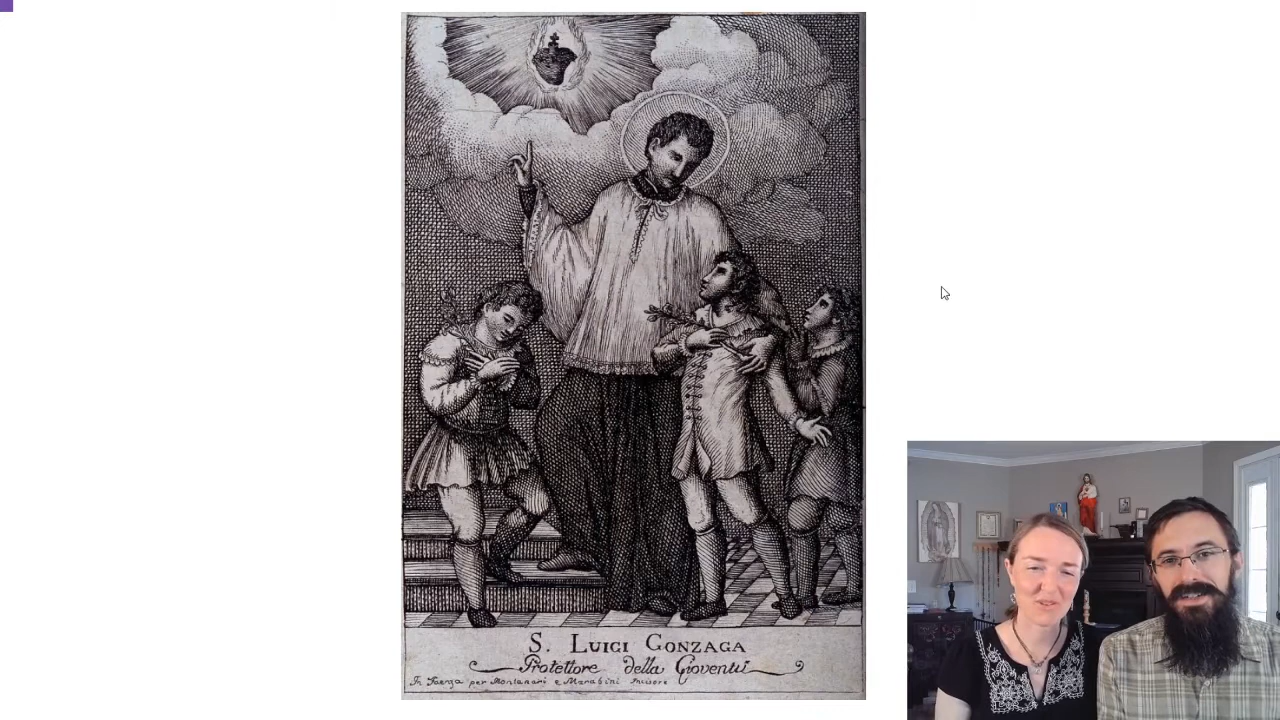 S. LUIGI GONZAGA
Protettore della Gioventù
In Faenza per Montanari e Marabini